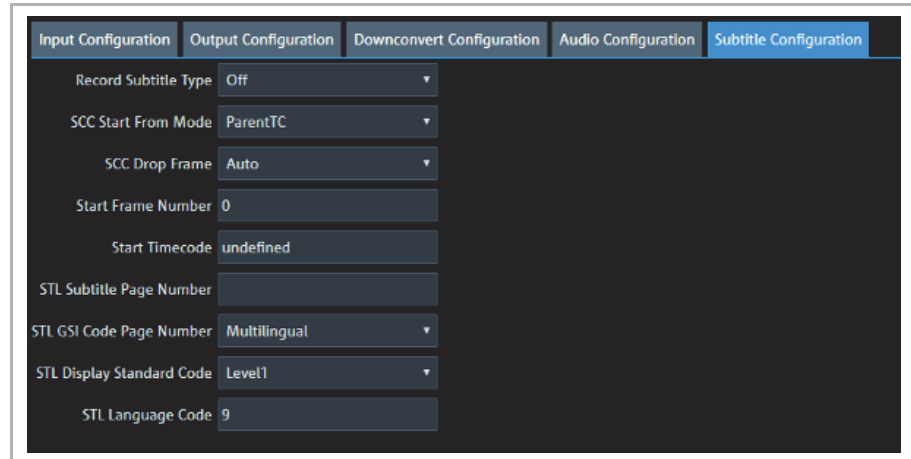 Input Configuration Output Configuration Downconvert Configuration Audio Configuration Subtitle Configuration
Record Subtitle Type Off
SCC Start From Mode ParentTC
SCC Drop Frame Auto
Start Frame Number 0
Start Timecode undefined
STL Subtitle Page Number
STL GSI Code Page Number Multilingual
STL Display Standard Code Level1
STL Language Code 9